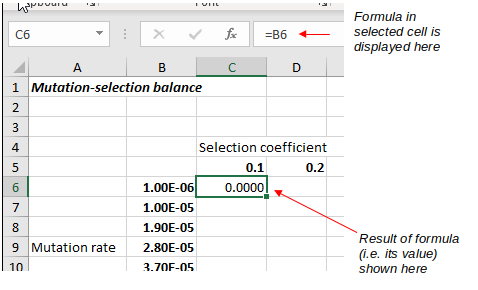 Font
Formula in
selected cell is
displayed here
C6 fx =B6
A B C D
1 Mutation-selection balance
2
3
4 Selection coefficient
5 0.1 0.2
6 1.00E-06 0.0000
7 1.00E-05
8 1.90E-05
9 Mutation rate 2.80E-05
10 3.70E-05
Result of formula
(i.e. its value)
shown here